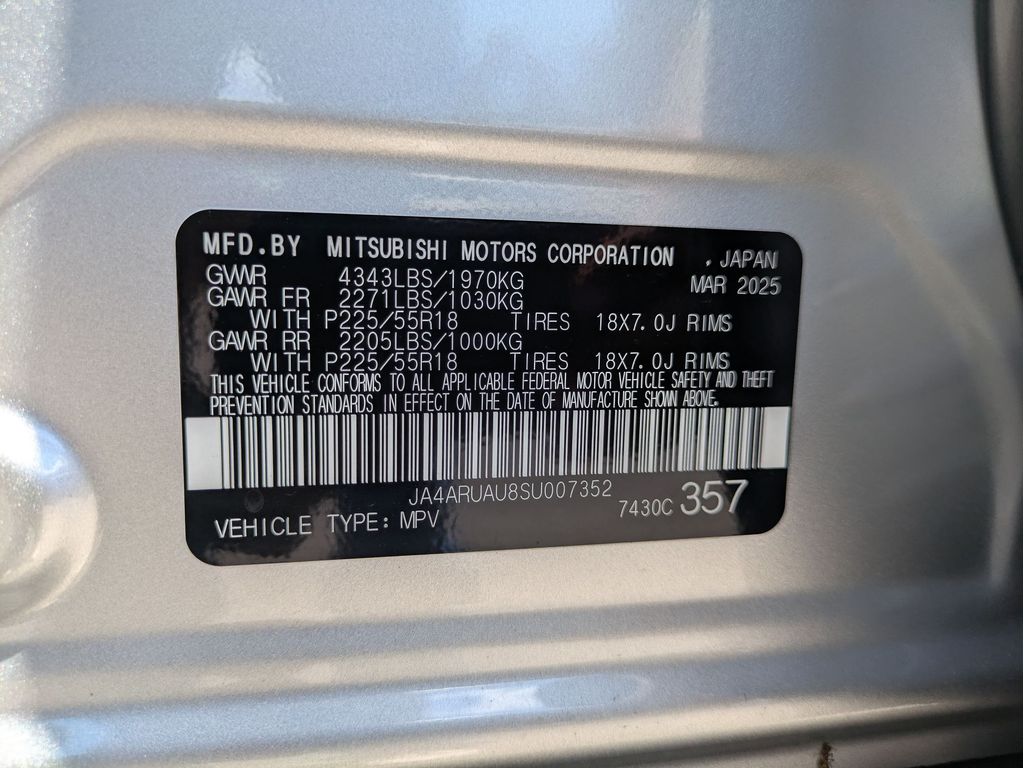 MFD.BY MITSUBISHI MOTORS CORPORATION . JAPAN
GVWR 4343LBS/1970KG MAR 2025
GAWR FR 2271LBS/1030KG
WITH P225/55R18 TIRES 18X7.0J RIMS
GAWR RR 2205LBS/1000KG
WITH P225/55R18 TIRES 18X7.0J RIMS
THIS VEHICLE CONFORMS TO ALL APPLICABLE FEDERAL MOTOR VEHICLE SAFETY AND THEFT
PREVENTION STANDARDS IN EFFECT ON THE DATE OF MANUFACTURE SHOWN ABOVE.
JA4ARUAU8SU007352
VEHICLE TYPE: MPV 7430C 357